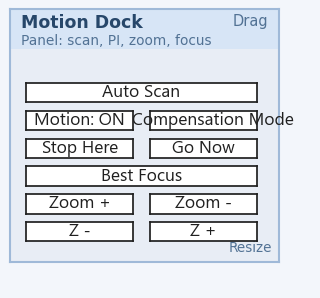 Motion Dock Drag
Panel: scan, PI, zoom, focus
Auto Scan
Motion: ON Compensation Mode
Stop Here Go Now
Best Focus
Zoom + Zoom -
Z - Z +
Resize